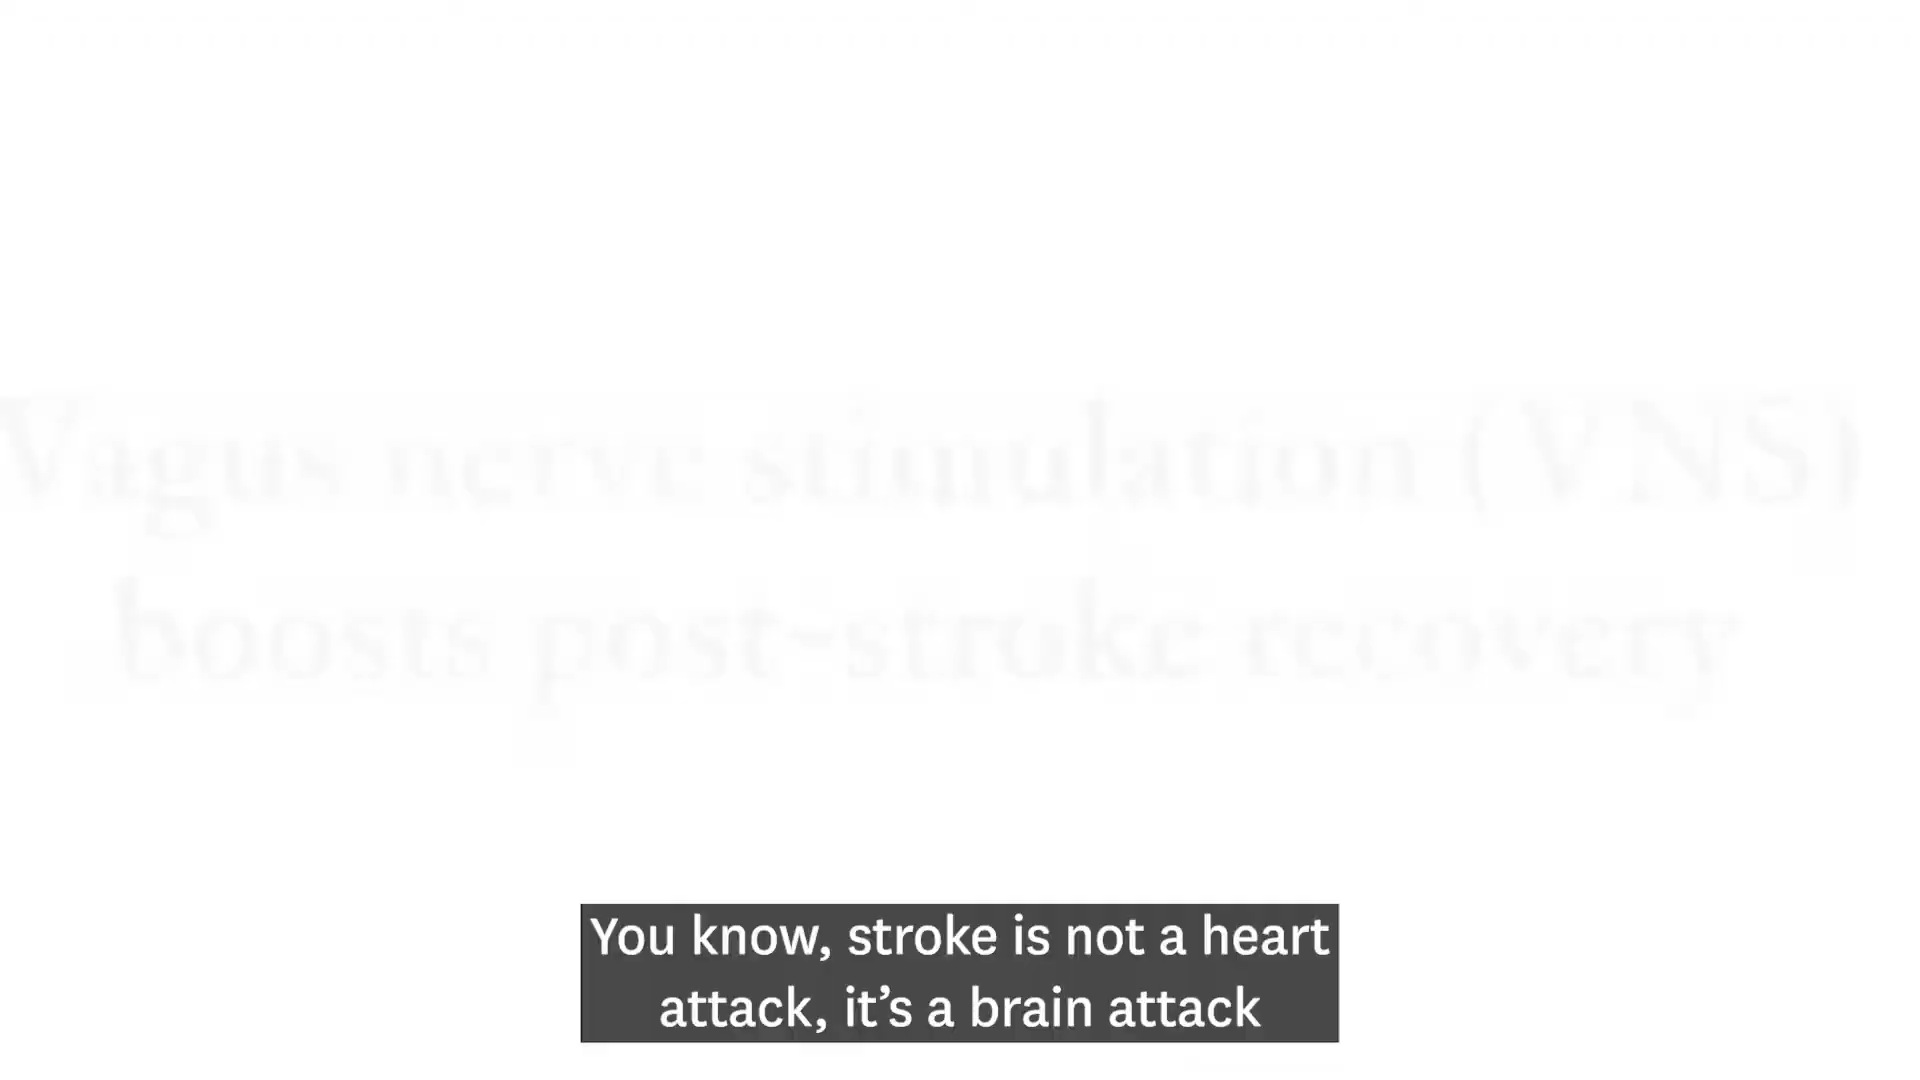 Vagus nerve stimulation (VNS)
boosts post-stroke recovery
You know, stroke is not a heart
attack, it’s a brain attack